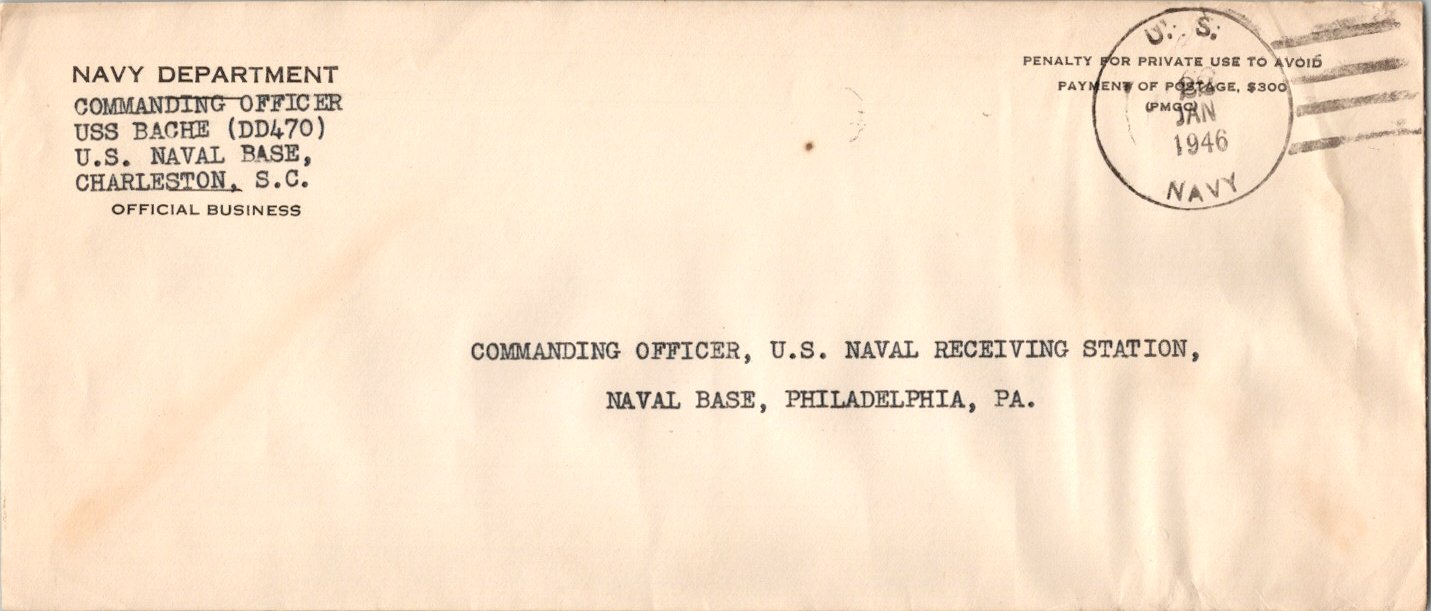 NAVY DEPARTMENT
COMMANDING OFFICER
USS BACHE (DD470)
U.S. NAVAL BASE,
CHARLESTON, S.C.
OFFICIAL BUSINESS
PENALTY FOR PRIVATE USE TO AVOID
PAYMENT OF POSTAGE, $300
(PMGC)
U. S.
JAN
1946
NAVY
COMMANDING OFFICER, U.S. NAVAL RECEIVING STATION,
NAVAL BASE, PHILADELPHIA, PA.